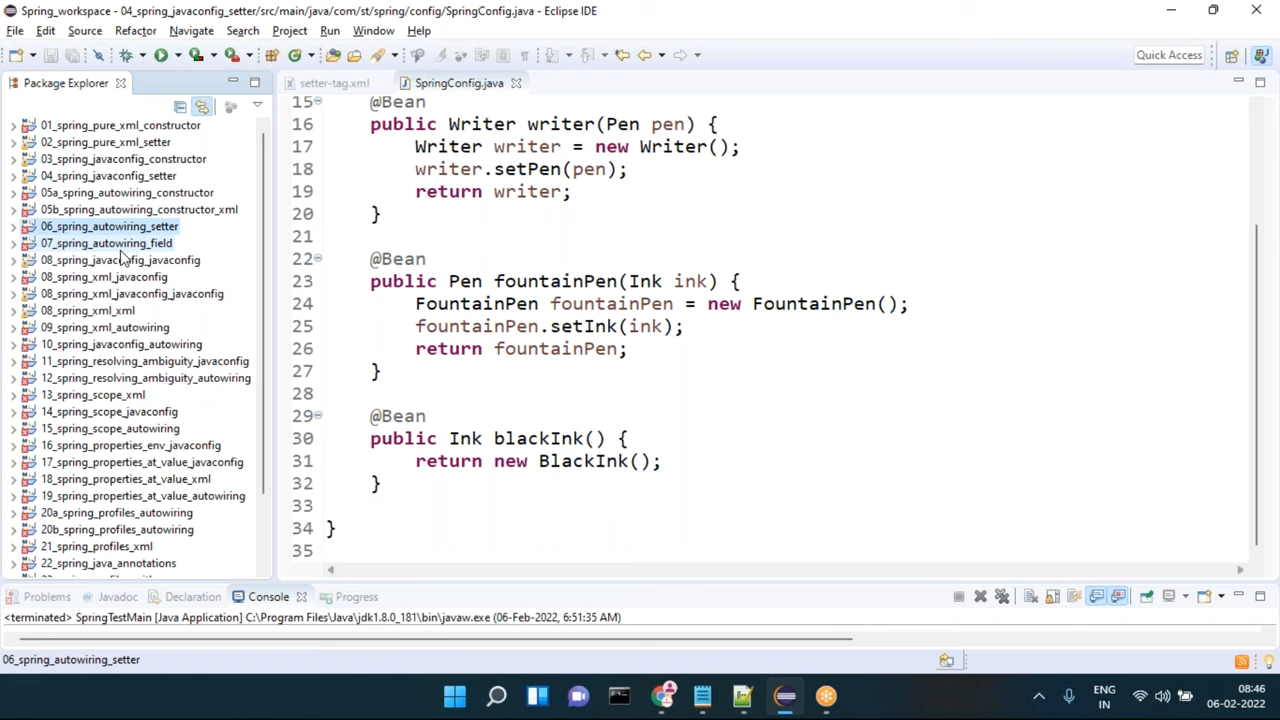 Spring_workspace - 04_spring_javaconfig_setter/src/main/java/com/st/spring/config/SpringConfig.java - Eclipse IDE
File Edit Source Refactor Navigate Search Project Run Window Help
Quick Access
Package Explorer
setter-tag.xml
SpringConfig.java
01_spring_pure_xml_constructor
02_spring_pure_xml_setter
03_spring_javaconfig_constructor
04_spring_javaconfig_setter
05a_spring_autowiring_constructor
05b_spring_autowiring_constructor_xml
06_spring_autowiring_setter
07_spring_autowiring_field
08_spring_javaconfig_javaconfig
08_spring_xml_javaconfig
08_spring_xml_javaconfig_javaconfig
08_spring_xml_xml
09_spring_xml_autowiring
10_spring_javaconfig_autowiring
11_spring_resolving_ambiguity_javaconfig
12_spring_resolving_ambiguity_autowiring
13_spring_scope_xml
14_spring_scope_javaconfig
15_spring_scope_autowiring
16_spring_properties_env_javaconfig
17_spring_properties_at_value_javaconfig
18_spring_properties_at_value_xml
19_spring_properties_at_value_autowiring
20a_spring_profiles_autowiring
20b_spring_profiles_autowiring
21_spring_profiles_xml
22_spring_java_annotations
15 @Bean
16 public Writer writer(Pen pen) {
17 Writer writer = new Writer();
18 writer.setPen(pen);
19 return writer;
20 }
21
22 @Bean
23 public Pen fountainPen(Ink ink) {
24 FountainPen fountainPen = new FountainPen();
25 fountainPen.setInk(ink);
26 return fountainPen;
27 }
28
29 @Bean
30 public Ink blackInk() {
31 return new BlackInk();
32 }
33
34 }
35
Problems Javadoc Declaration Console Progress
<terminated> SpringTestMain [Java Application] C:\Program Files\Java\jdk1.8.0_181\bin\javaw.exe (06-Feb-2022, 6:51:35 AM)
06_spring_autowiring_setter
ENG
IN
08:46
06-02-2022